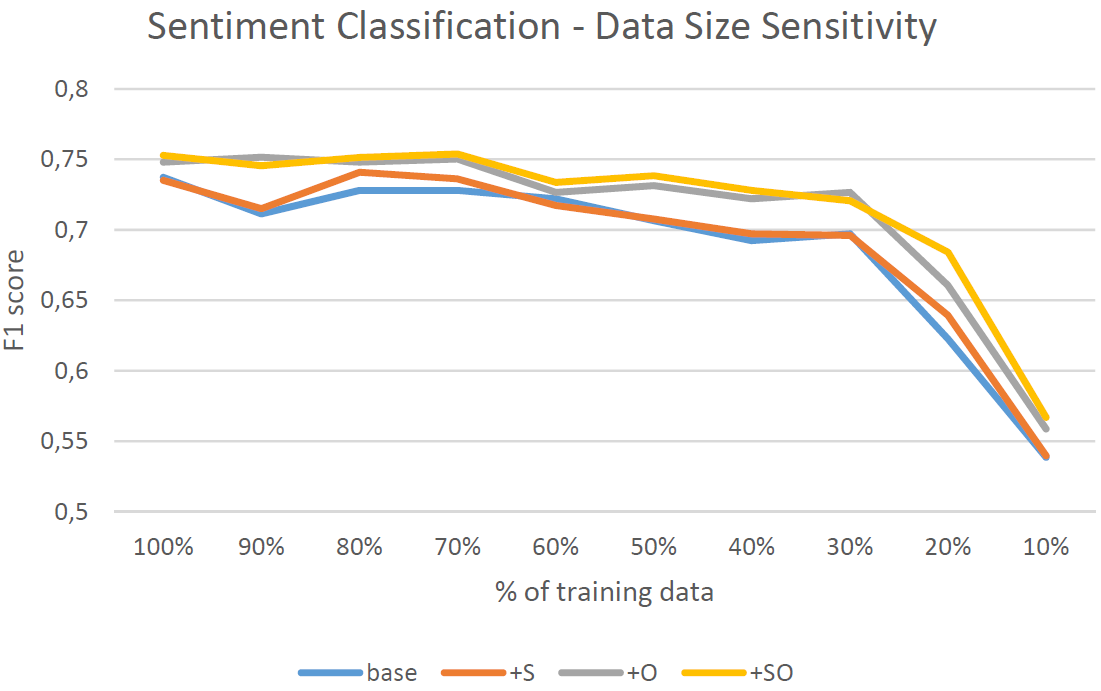 Sentiment Classification - Data Size Sensitivity
0,8
0,75
0,7
0,65
0,6
0,55
0,5
F1 score
100% 90% 80% 70% 60% 50% 40% 30% 20% 10%
% of training data
base +S +O +SO